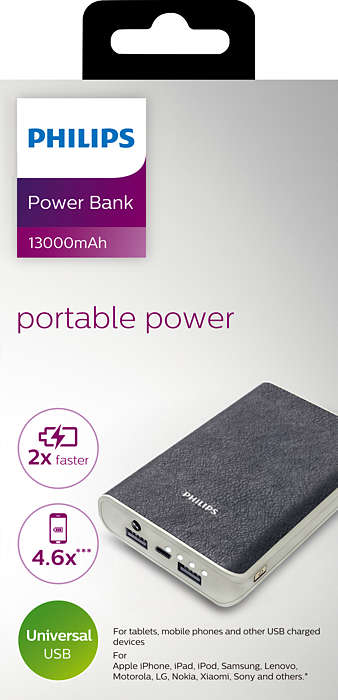 PHILIPS
Power Bank
13000mAh
portable power
2x faster
4.6x***
PHILIPS
Universal
USB
For tablets, mobile phones and other USB charged
devices
For
Apple iPhone, iPad, iPod, Samsung, Lenovo,
Motorola, LG, Nokia, Xiaomi, Sony and others.*